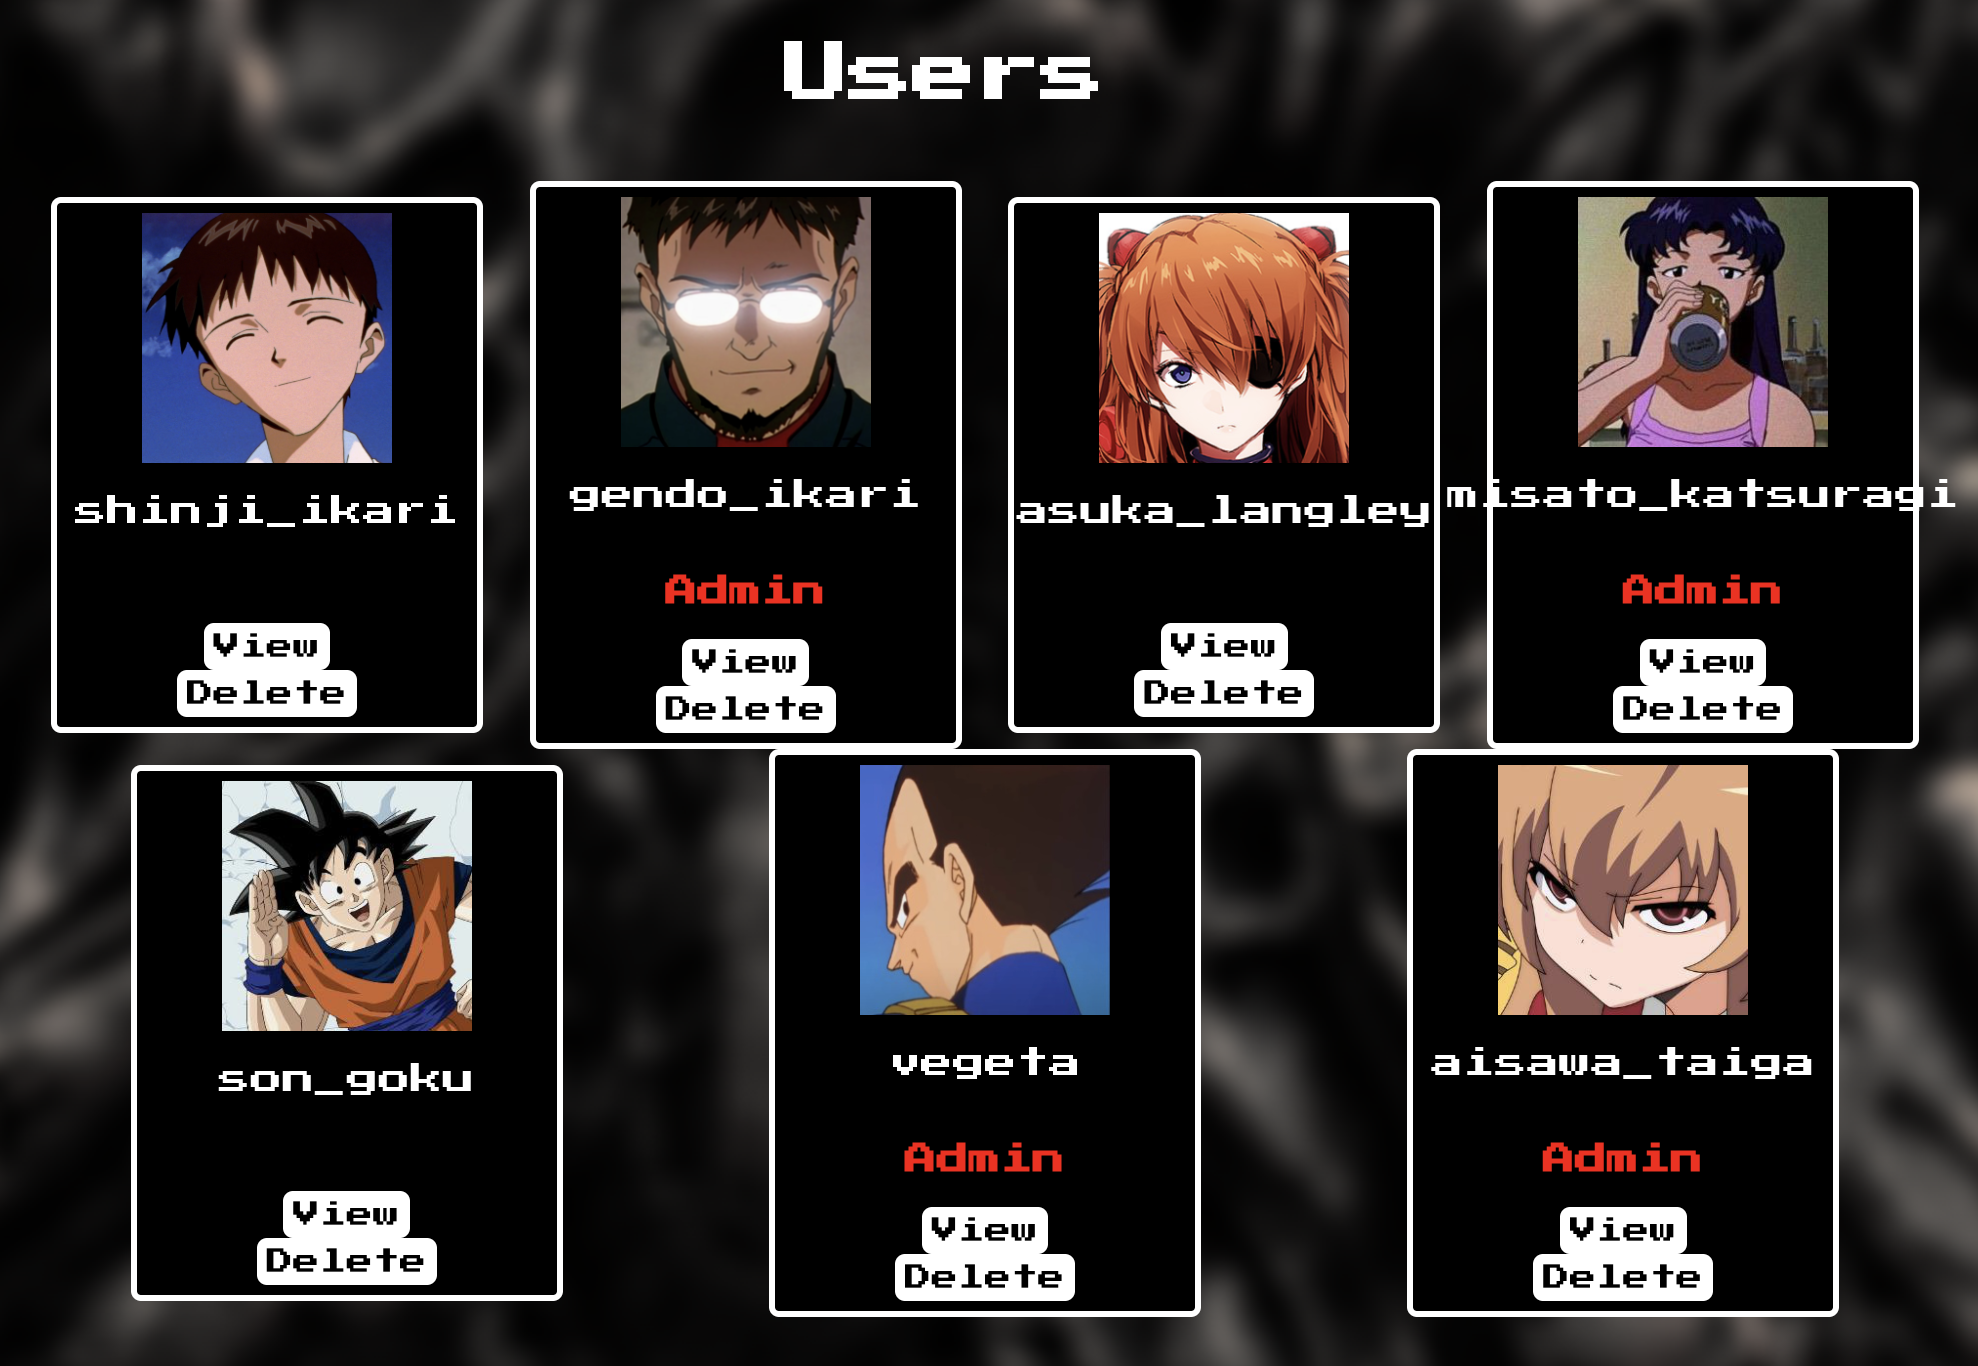 Users
shinji_ikari
View
Delete
gendo_ikari
Admin
View
Delete
asuka_langley
View
Delete
misato_katsuragi
Admin
View
Delete
son_goku
View
Delete
vegeta
Admin
View
Delete
aisawa_taiga
Admin
View
Delete